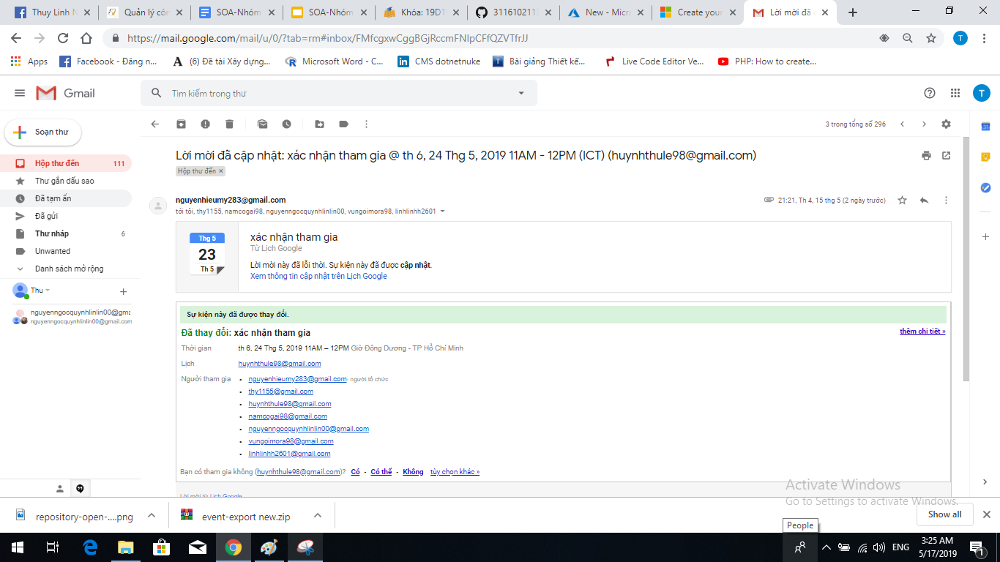 Thuy Linh N
Quản lý côn
SOA-Nhóm
SOA-Nhóm
Khóa: 19D1
3116102113
New - Micr
Create your
Lời mời đã c
https://mail.google.com/mail/u/0/?tab=rm#inbox/FMfcgxwCggBGjRccmFNlpCFfQZVTfrJJ
T
Apps
Facebook - Đăng n...
(6) Đề tài Xây dựng...
Microsoft Word - C...
CMS dotnetnuke
Bài giảng Thiết kế...
Live Code Editor Ve...
PHP: How to create...
Gmail
Tìm kiếm trong thư
T
Soạn thư
3 trong tổng số 296
Hộp thư đến 111
Thư gắn dấu sao
Đã tạm ẩn
Đã gửi
Thư nháp 6
Unwanted
Danh sách mở rộng
Thu
nguyenngocquynhlinlin00@gma
nguyenngocquynhlinlin00@gmail.com
Lời mời đã cập nhật: xác nhận tham gia @ th 6, 24 Thg 5, 2019 11AM - 12PM (ICT) (huynhthule98@gmail.com)
Hộp thư đến ×
nguyenhieumy283@gmail.com
21:21, Th 4, 15 thg 5 (2 ngày trước)
tới tôi, thy1155, namcogai98, nguyenngocquynhlinlin00, vungoimora98, linhlinhh2601
Thg 5
23
Th 5
xác nhận tham gia
Từ Lịch Google
Lời mời này đã lỗi thời. Sự kiện này đã được cập nhật.
Xem thông tin cập nhật trên Lịch Google
Sự kiện này đã được thay đổi.
Đã thay đổi: xác nhận tham gia
thêm chi tiết »
Thời gian th 6, 24 Thg 5, 2019 11AM – 12PM Giờ Đông Dương - TP Hồ Chí Minh
Lịch huynhthule98@gmail.com
Người tham gia • nguyenhieumy283@gmail.com - người tổ chức
• thy1155@gmail.com
• huynhthule98@gmail.com
• namcogai98@gmail.com
• nguyenngocquynhlinlin00@gmail.com
• vungoimora98@gmail.com
• linhlinhh2601@gmail.com
Bạn có tham gia không (huynhthule98@gmail.com)? Có - Có thể - Không tùy chọn khác »
Lời mời từ Lịch Google
Activate Windows
Go to Settings to activate Windows.
repository-open-....png
event-export new.zip
Show all
People
ENG
3:25 AM
5/17/2019
1